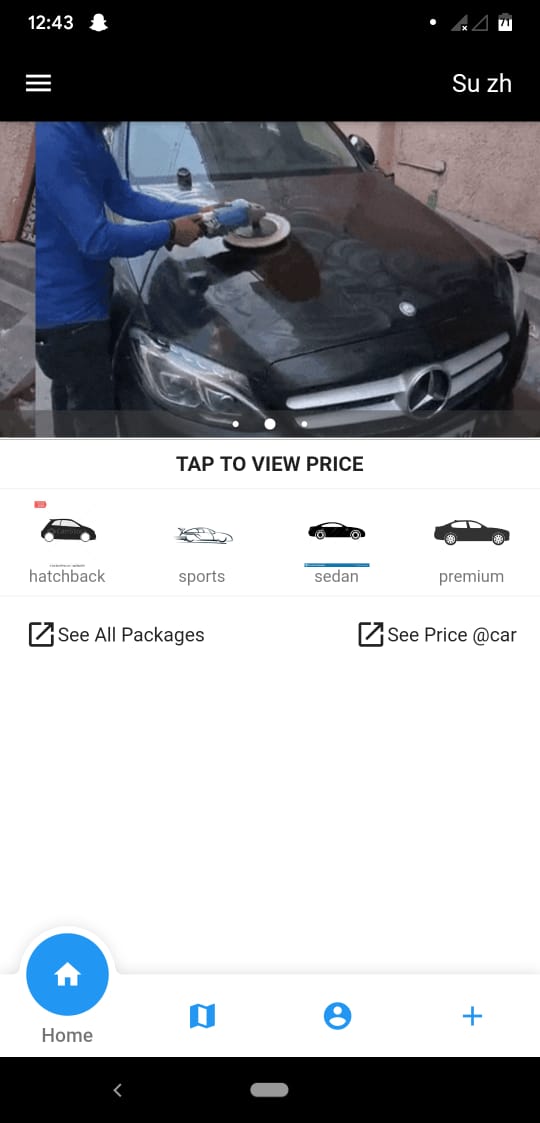 12:43
71
Su zh
TAP TO VIEW PRICE
hatchback
sports
sedan
premium
See All Packages
See Price @car
Home